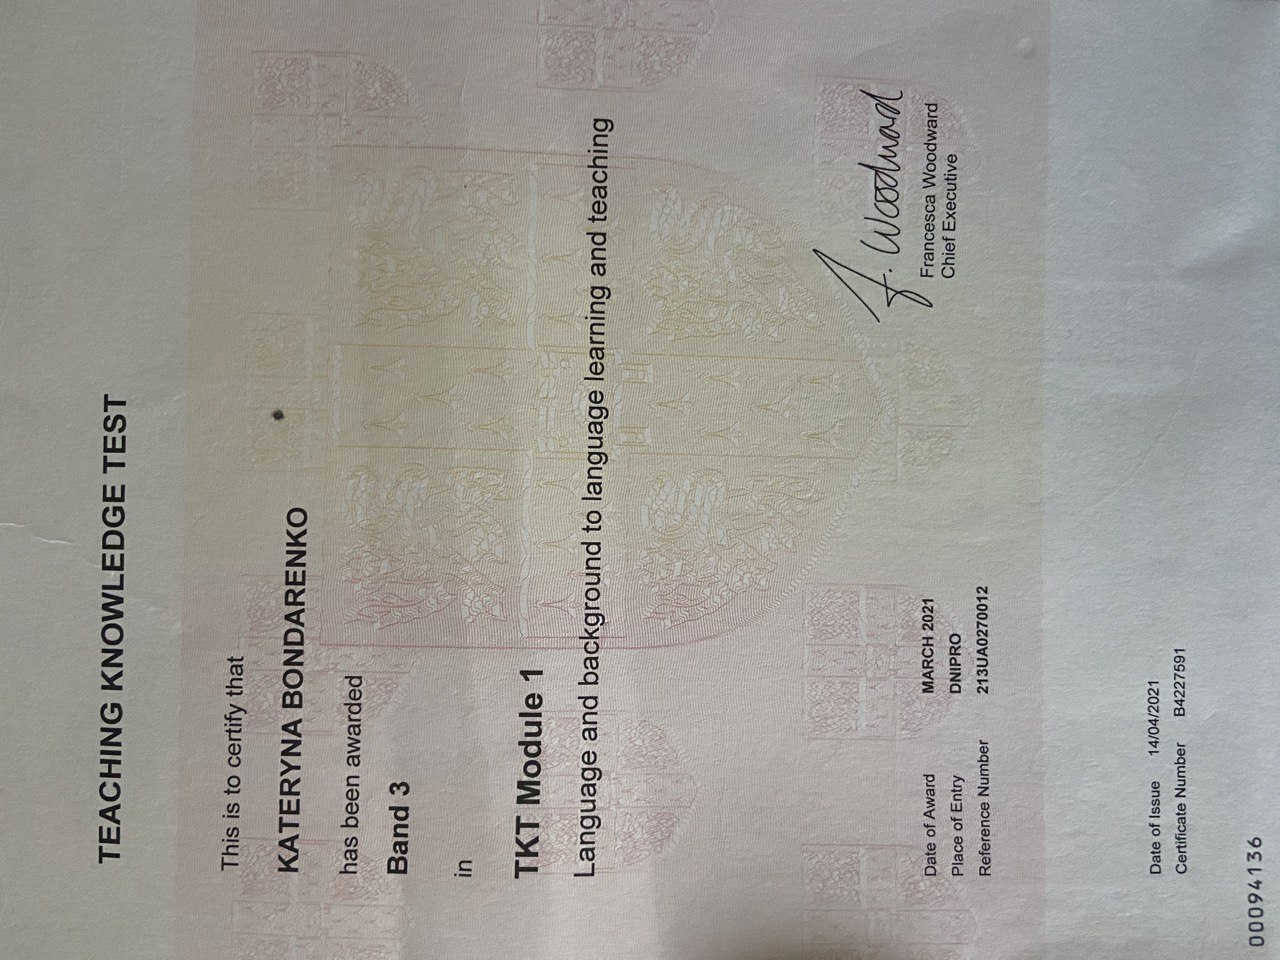 TEACHING KNOWLEDGE TEST
This is to certify that
KATERYNA BONDARENKO
has been awarded
Band 3
in
TKT Module 1
Language and background to language learning and teaching
F. Woodward
Francesca Woodward
Chief Executive
Date of Award MARCH 2021
Place of Entry DNIPRO
Reference Number 213UA0270012
Date of Issue 14/04/2021
Certificate Number B4227591
00094136